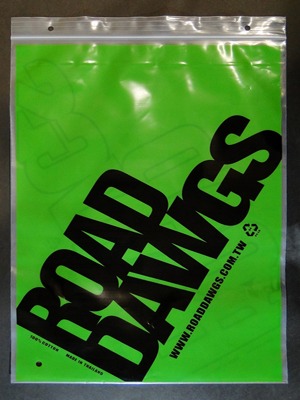 ROAD
DAWGS
WWW.ROADDAWGS.COM.TW
100% COTTON MADE IN THAILAND